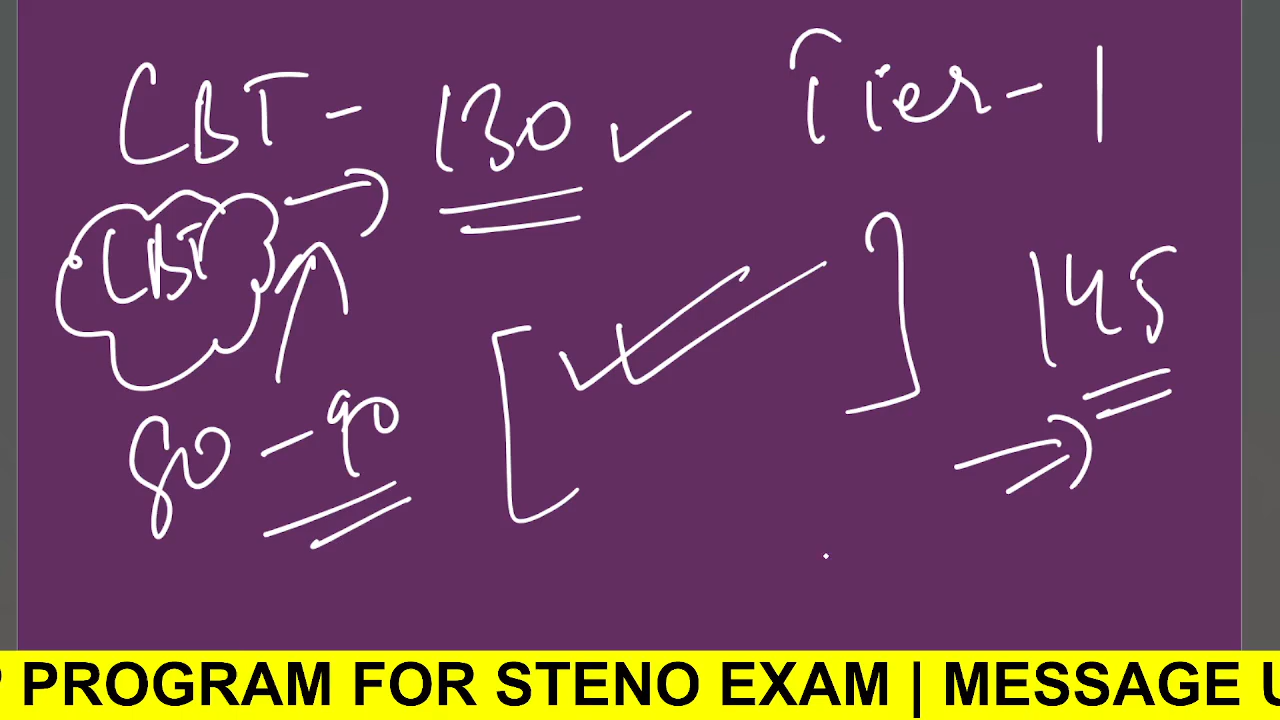 CBT - 130 Tier - 1
CBT
145
80 - 90
PROGRAM FOR STENO EXAM | MESSAGE U